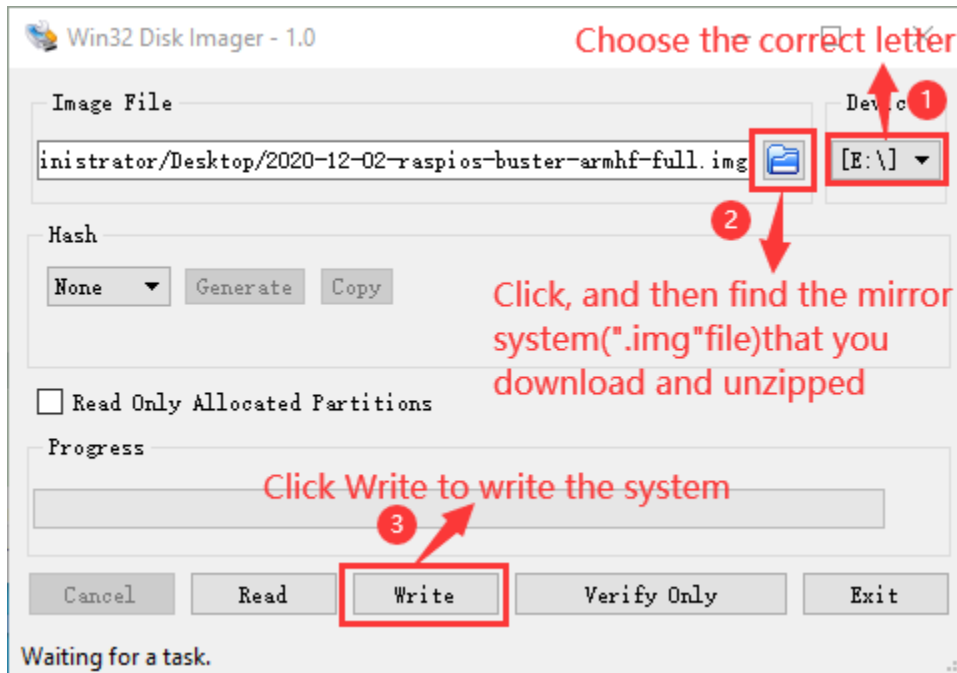 Win32 Disk Imager - 1.0
Choose the correct letter
Image File
Devic
1
inistrator/Desktop/2020-12-02-raspios-buster-armhf-full.img
[E:\]
2
Hash
None
Generate
Copy
Click, and then find the mirror
system(".img"file)that you
download and unzipped
Read Only Allocated Partitions
Progress
Click Write to write the system
3
Cancel
Read
Write
Verify Only
Exit
Waiting for a task.